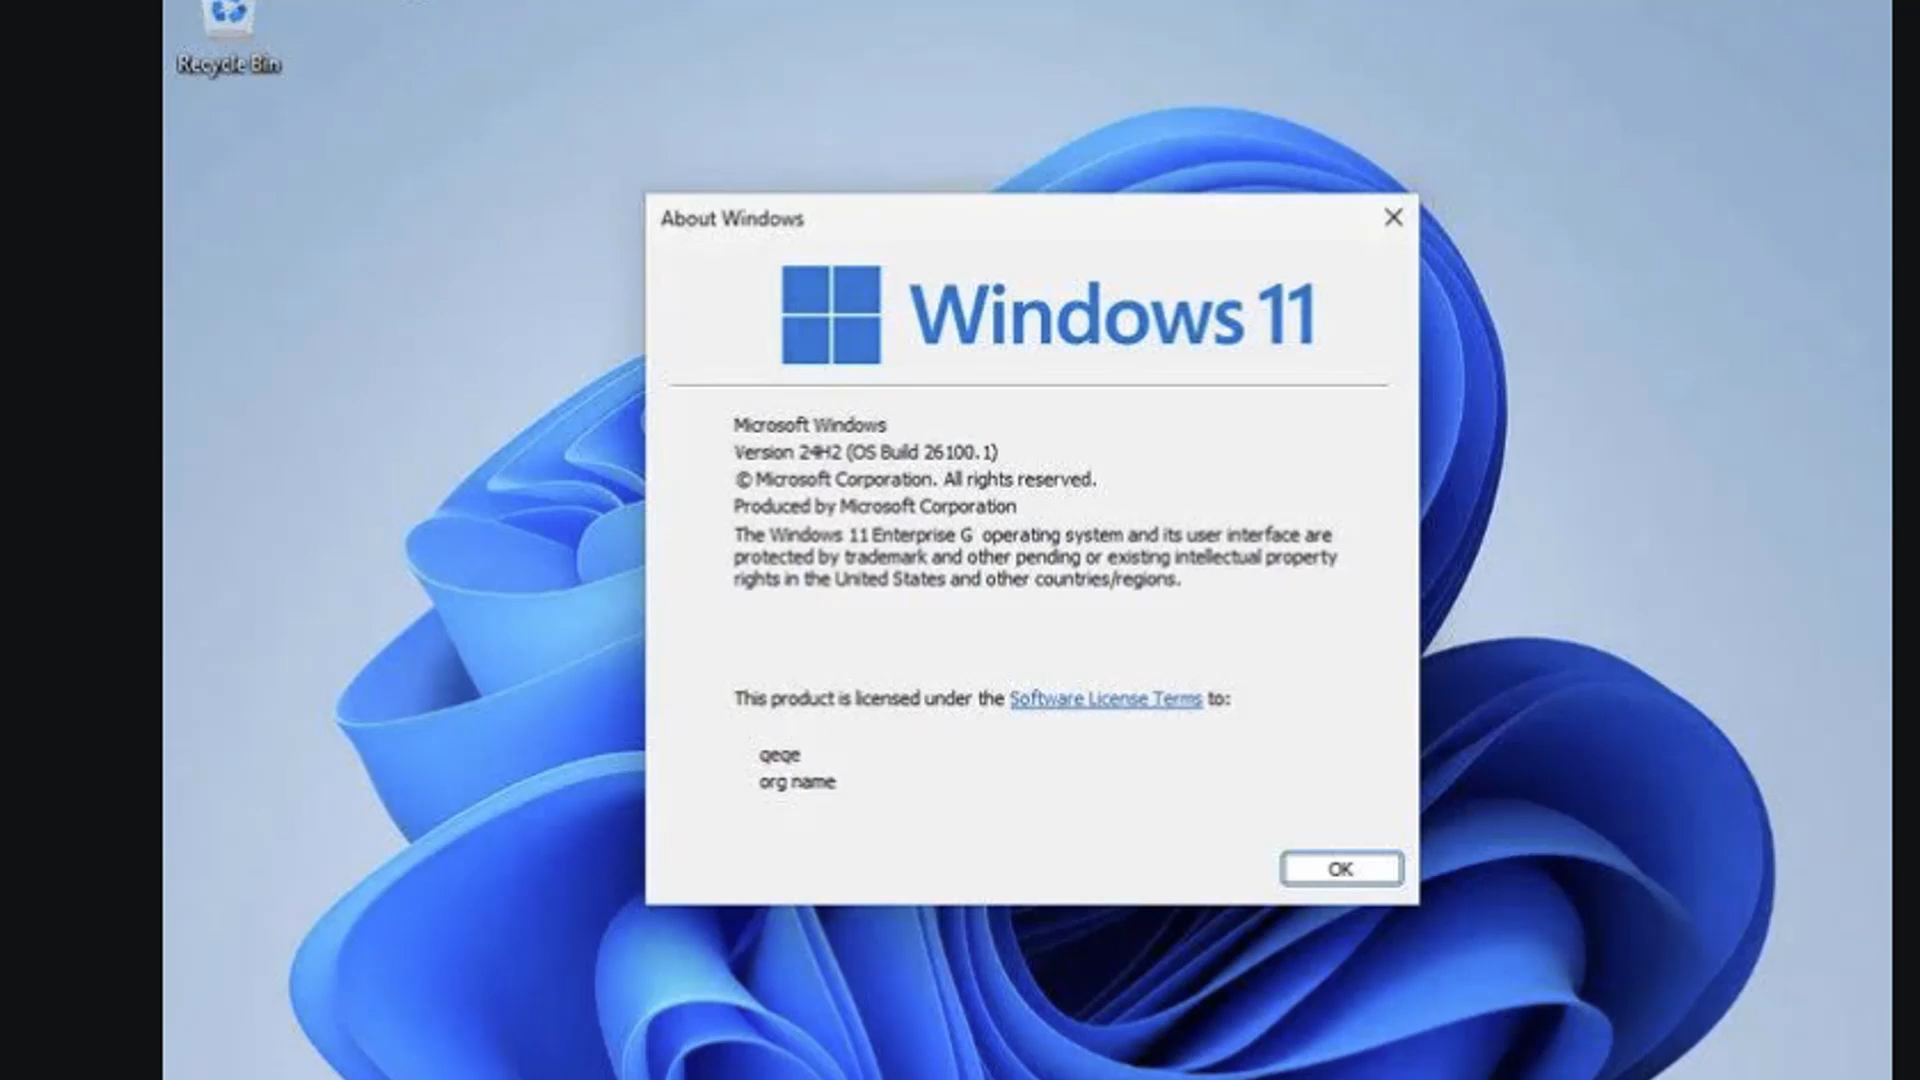 Recycle Bin
About Windows
Windows 11
Microsoft Windows
Version 24H2 (OS Build 26100.1)
© Microsoft Corporation. All rights reserved.
Produced by Microsoft Corporation
The Windows 11 Enterprise G operating system and its user interface are
protected by trademark and other pending or existing intellectual property
rights in the United States and other countries/regions.
This product is licensed under the Software License Terms to:
qeqe
org name
OK